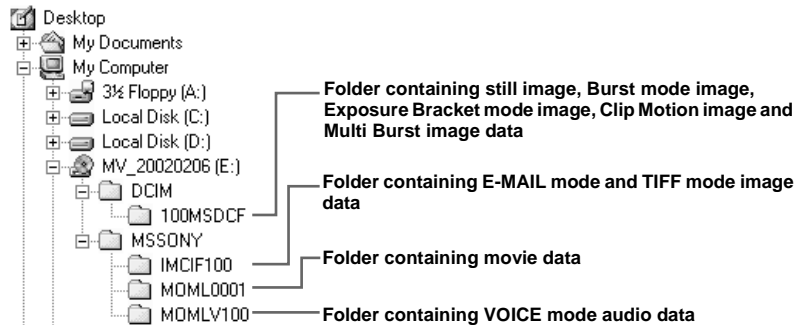 Desktop
My Documents
My Computer
3½ Floppy (A:)
Local Disk (C:)
Local Disk (D:)
MV_20020206 (E:)
DCIM
100MSDCF
MSSONY
IMCIF100
MOML0001
MOMLV100
Folder containing still image, Burst mode image,
Exposure Bracket mode image, Clip Motion image and
Multi Burst image data
Folder containing E-MAIL mode and TIFF mode image
data
Folder containing movie data
Folder containing VOICE mode audio data